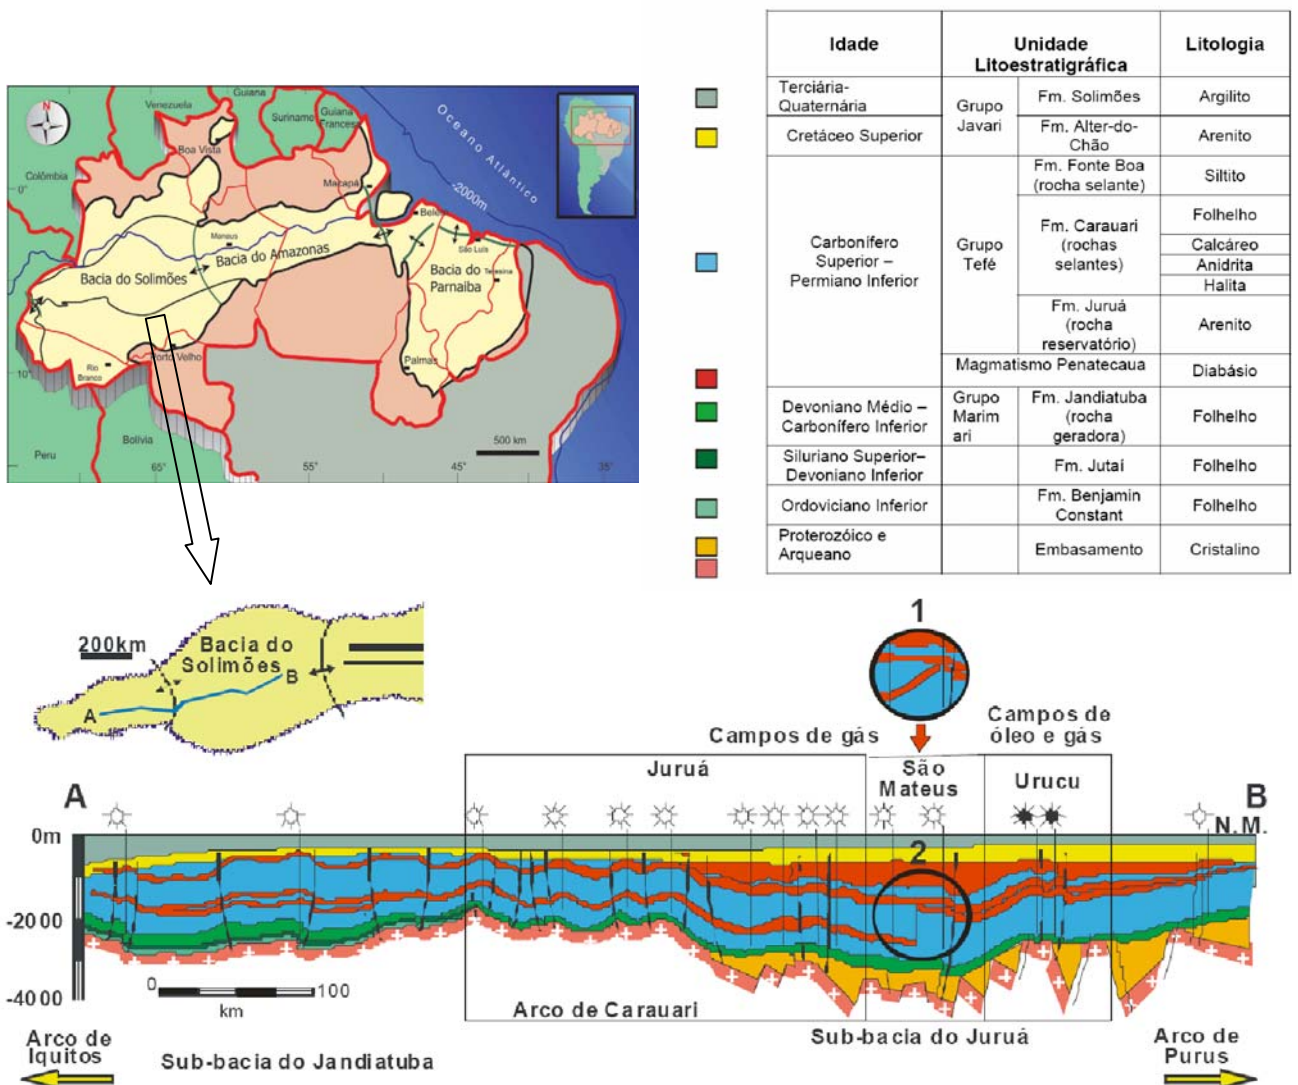 Venezuela
Guiana
Suriname
Guiana
Francesa
Boa Vista
Colômbia
0°
Macapá
Oceano Atlântico
-2000m
N
Manaus
Belém
São Luís
Bacia do Solimões
Bacia do Amazonas
Bacia do
Parnaiba
Teresina
Porto Velho
Palmas
Rio
Branco
10°
Bolívia
Peru
500 km
65°
55°
45°
35°
Idade
Unidade
Litoestratigráfica
Litologia
Terciária-
Quaternária
Grupo
Javari
Fm. Solimões
Argilito
Cretáceo Superior
Fm. Alter-do-
Chão
Arenito
Carbonífero
Superior –
Permiano Inferior
Grupo
Tefé
Fm. Fonte Boa
(rocha selante)
Siltito
Fm. Carauari
(rochas
selantes)
Folhelho
Calcáreo
Anidrita
Halita
Fm. Juruá
(rocha
reservatório)
Arenito
Magmatismo Penatecaua
Diabásio
Devoniano Médio –
Carbonífero Inferior
Grupo
Marim
ari
Fm. Jandiatuba
(rocha
geradora)
Folhelho
Siluriano Superior–
Devoniano Inferior
Fm. Jutaí
Folhelho
Ordoviciano Inferior
Fm. Benjamin
Constant
Folhelho
Proterozóico e
Arqueano
Embasamento
Cristalino
200km
Bacia do
Solimões
A
B
1
Campos de gás
Campos de
óleo e gás
Juruá
São
Mateus
Urucu
A
B
N.M.
0m
-2000
-4000
2
0
100
km
Arco de Carauari
Sub-bacia do Juruá
Arco de
Iquitos
Sub-bacia do Jandiatuba
Arco de
Purus